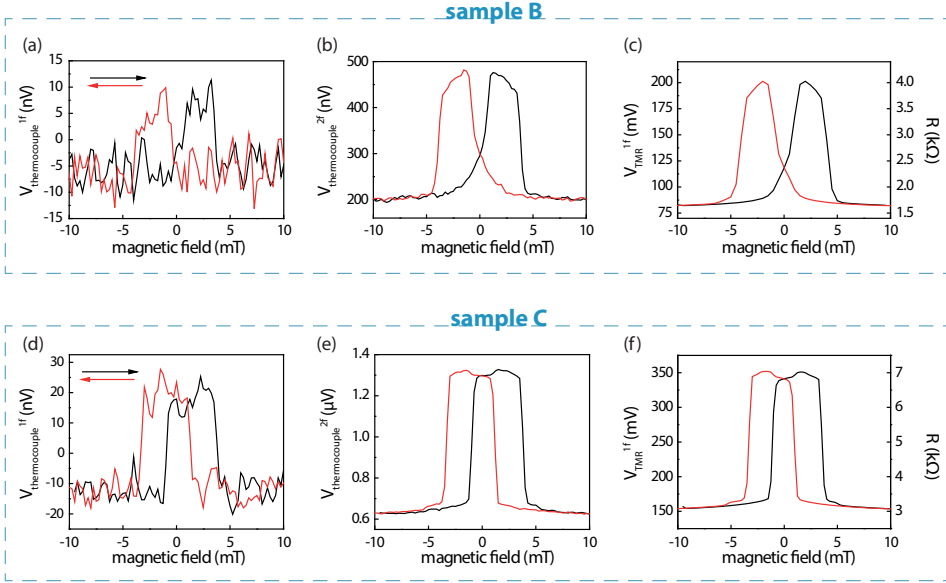 sample B
(a)
15
10
5
0
-5
-10
-15
V thermocouple 1f (nV)
-10 -5 0 5 10
magnetic field (mT)
(b)
500
400
300
200
V thermocouple 2f (nV)
-10 -5 0 5 10
magnetic field (mT)
(c)
200
175
150
125
100
75
V TMR 1f (mV)
4.0
3.5
3.0
2.5
2.0
1.5
R (kΩ)
-10 -5 0 5 10
magnetic field (mT)
sample C
(d)
30
20
10
0
-10
-20
V thermocouple 1f (nV)
-10 -5 0 5 10
magnetic field (mT)
(e)
1.4
1.2
1.0
0.8
0.6
V thermocouple 2f (µV)
-10 -5 0 5 10
magnetic field (mT)
(f)
350
300
250
200
150
V TMR 1f (mV)
7
6
5
4
3
R (kΩ)
-10 -5 0 5 10
magnetic field (mT)